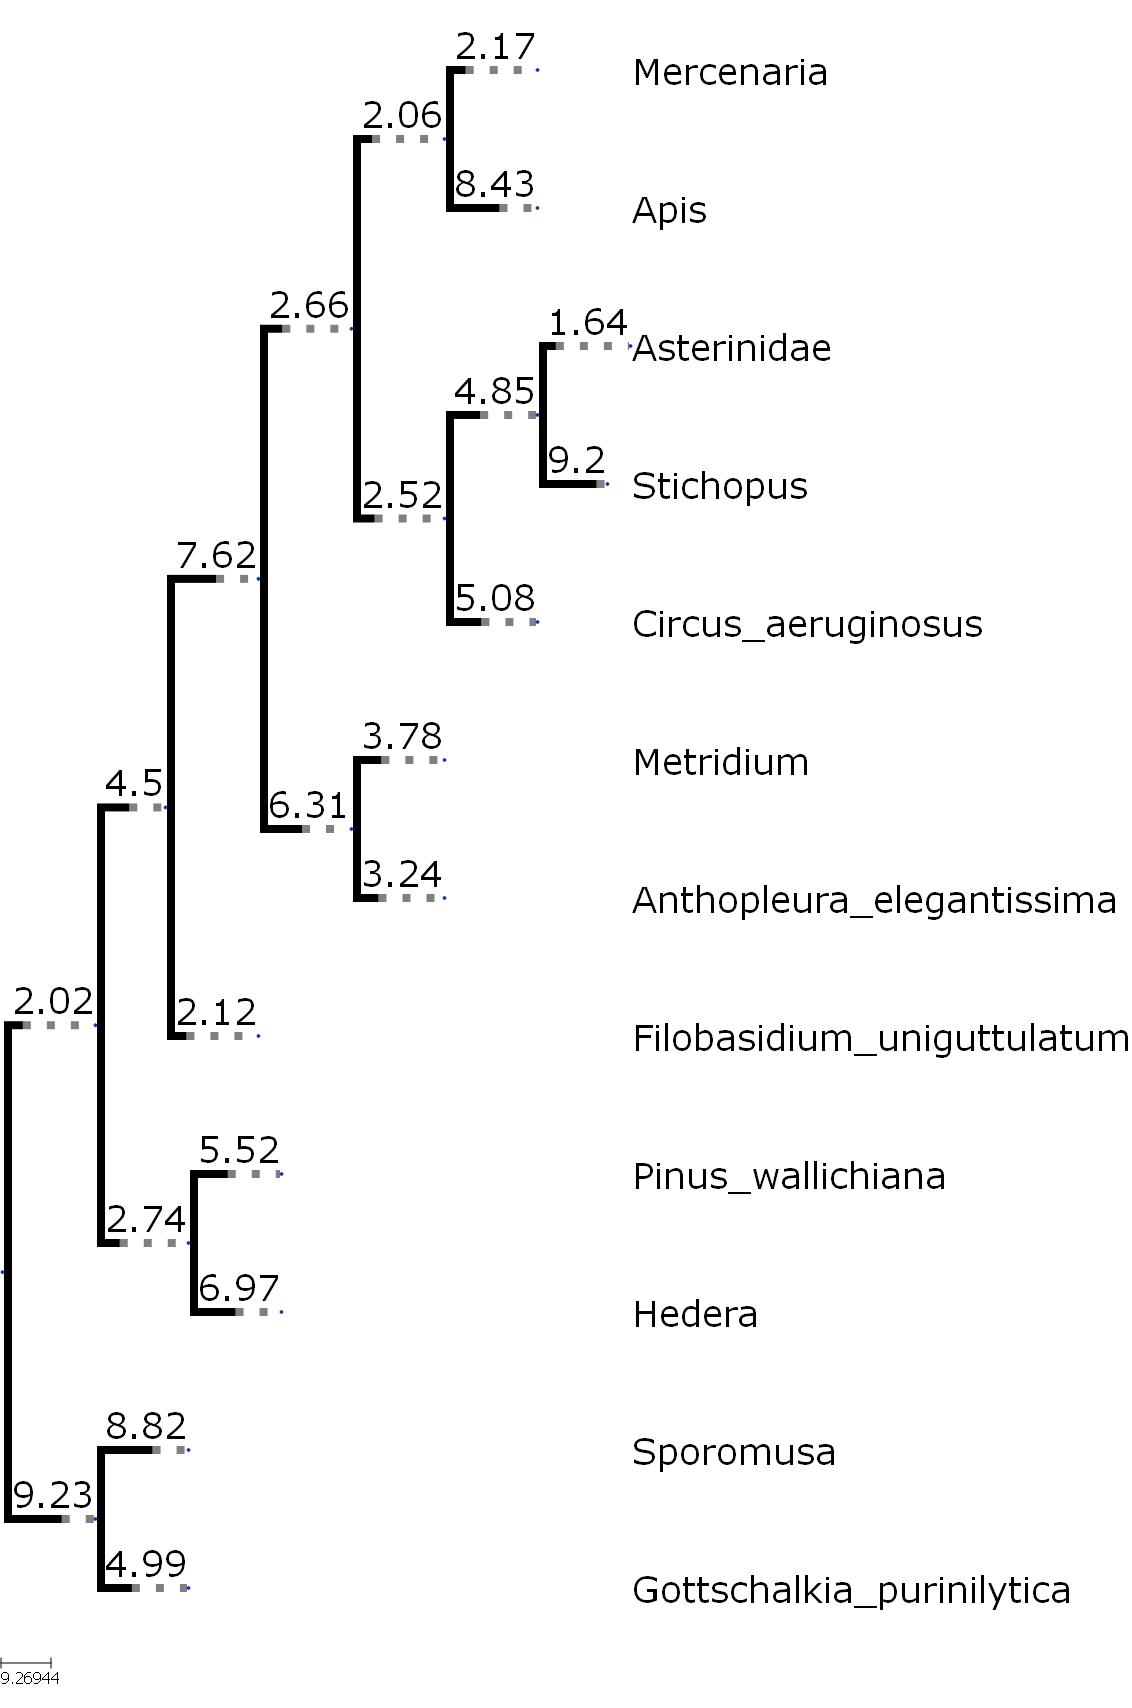 2.17
Mercenaria
2.06
8.43
Apis
2.66
1.64
Asterinidae
4.85
9.2
Stichopus
2.52
7.62
5.08
Circus_aeruginosus
3.78
Metridium
4.5
6.31
3.24
Anthopleura_elegantissima
2.02
2.12
Filobasidium_uniguttulatum
5.52
Pinus_wallichiana
2.74
6.97
Hedera
8.82
Sporomusa
9.23
4.99
Gottschalkia_purinilytica
9.26944